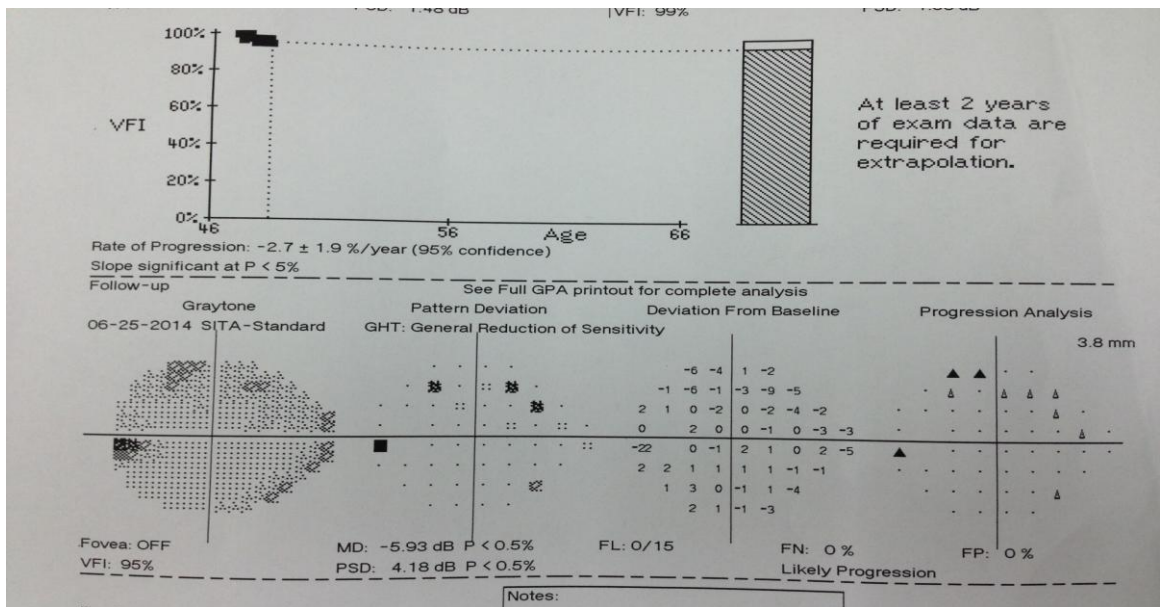 PSD: 1.48 dB VFI: 99%
100%
80%
60%
VFI
40%
20%
0%
46 56 Age 66
At least 2 years
of exam data are
required for
extrapolation.
Rate of Progression: -2.7 ± 1.9 %/year (95% confidence)
Slope significant at P < 5%
Follow-up See Full GPA printout for complete analysis
Graytone Pattern Deviation Deviation From Baseline Progression Analysis
06-25-2014 SITA-Standard GHT: General Reduction of Sensitivity
3.8 mm
-6 -4 1 -2
-1 -6 -1 -3 -9 -5
2 1 0 -2 0 -2 -4 -2
0 2 0 0 -1 0 -3 -3
-22 0 -1 2 1 0 2 -5
2 2 1 1 1 1 -1 -1
1 3 0 -1 1 -4
2 1 -1 -3
Fovea: OFF MD: -5.93 dB P < 0.5% FL: 0/15 FN: 0 % FP: 0 %
VFI: 95% PSD: 4.18 dB P < 0.5% Likely Progression
Notes: